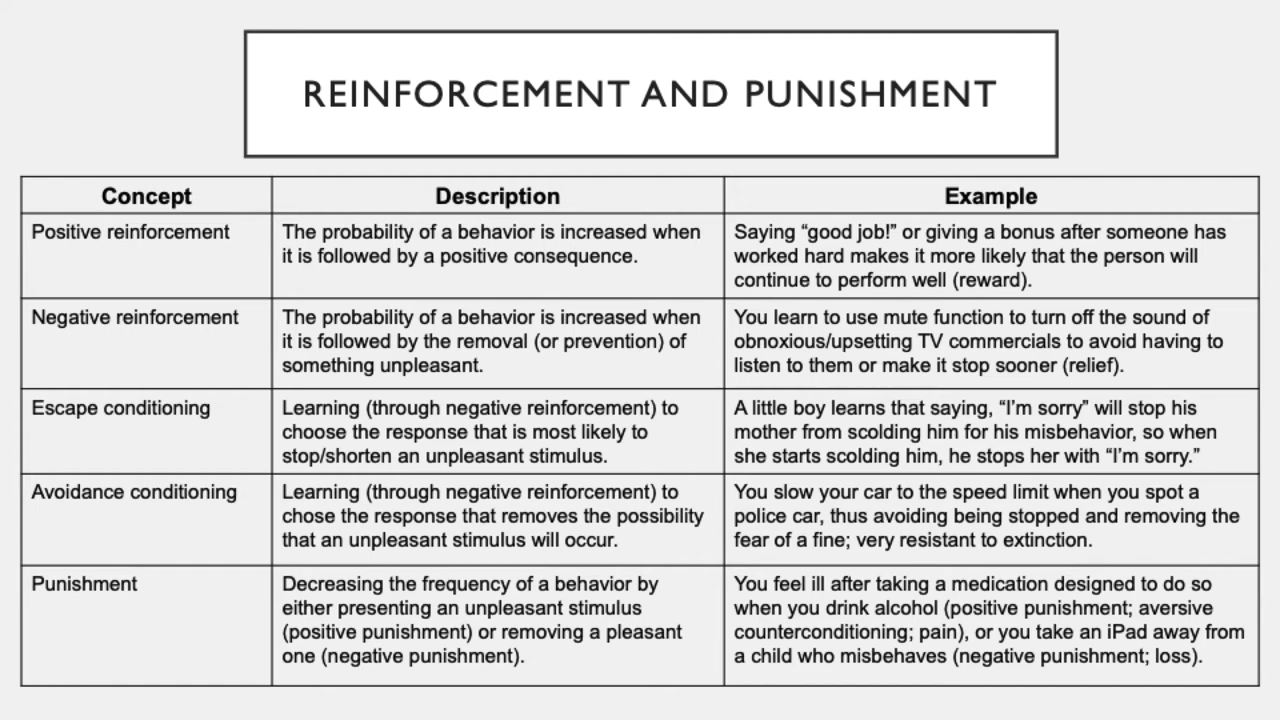 REINFORCEMENT AND PUNISHMENT
Concept
Description
Example
Positive reinforcement
The probability of a behavior is increased when
it is followed by a positive consequence.
Saying “good job!” or giving a bonus after someone has
worked hard makes it more likely that the person will
continue to perform well (reward).
Negative reinforcement
The probability of a behavior is increased when
it is followed by the removal (or prevention) of
something unpleasant.
You learn to use mute function to turn off the sound of
obnoxious/upsetting TV commercials to avoid having to
listen to them or make it stop sooner (relief).
Escape conditioning
Learning (through negative reinforcement) to
choose the response that is most likely to
stop/shorten an unpleasant stimulus.
A little boy learns that saying, “I’m sorry” will stop his
mother from scolding him for his misbehavior, so when
she starts scolding him, he stops her with “I’m sorry.”
Avoidance conditioning
Learning (through negative reinforcement) to
chose the response that removes the possibility
that an unpleasant stimulus will occur.
You slow your car to the speed limit when you spot a
police car, thus avoiding being stopped and removing the
fear of a fine; very resistant to extinction.
Punishment
Decreasing the frequency of a behavior by
either presenting an unpleasant stimulus
(positive punishment) or removing a pleasant
one (negative punishment).
You feel ill after taking a medication designed to do so
when you drink alcohol (positive punishment; aversive
counterconditioning; pain), or you take an iPad away from
a child who misbehaves (negative punishment; loss).